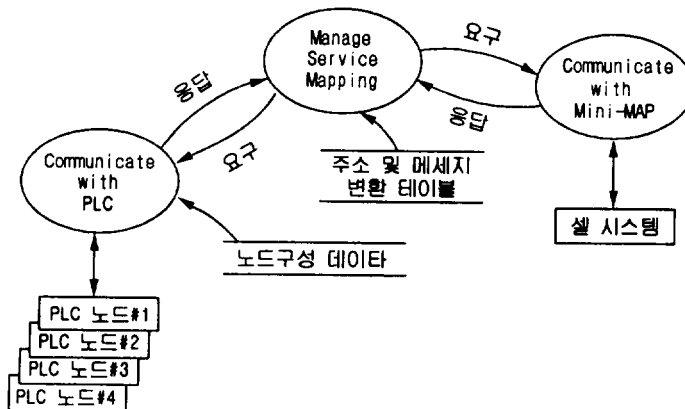 Manage
Service
Mapping
요구
Communicate
with
Mini-MAP
응답
응답
요구
Communicate
with
PLC
주소 및 메세지
변환 테이블
셀 시스템
노드구성 데이타
PLC 노드#1
PLC 노드#2
PLC 노드#3
PLC 노드#4